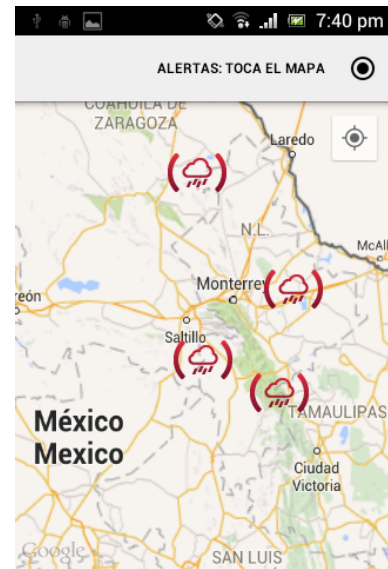 7:40 pm
ALERTAS: TOCA EL MAPA
COAHUILA DE
ZARAGOZA
Laredo
N.L.
McAll
Monterrey
reón
Saltillo
México
Mexico
TAMAULIPAS
Ciudad
Victoria
Google
SAN LUIS